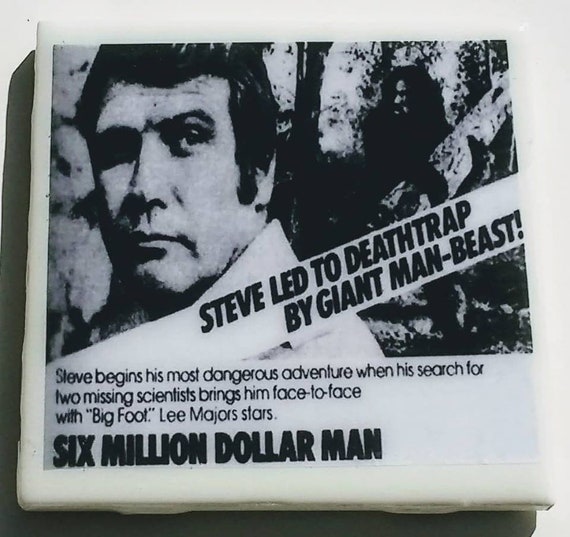 STEVE LED TO DEATHTRAP
BY GIANT MAN-BEAST!
Steve begins his most dangerous adventure when his search for
two missing scientists brings him face-to-face
with "Big Foot." Lee Majors stars.
SIX MILLION DOLLAR MAN